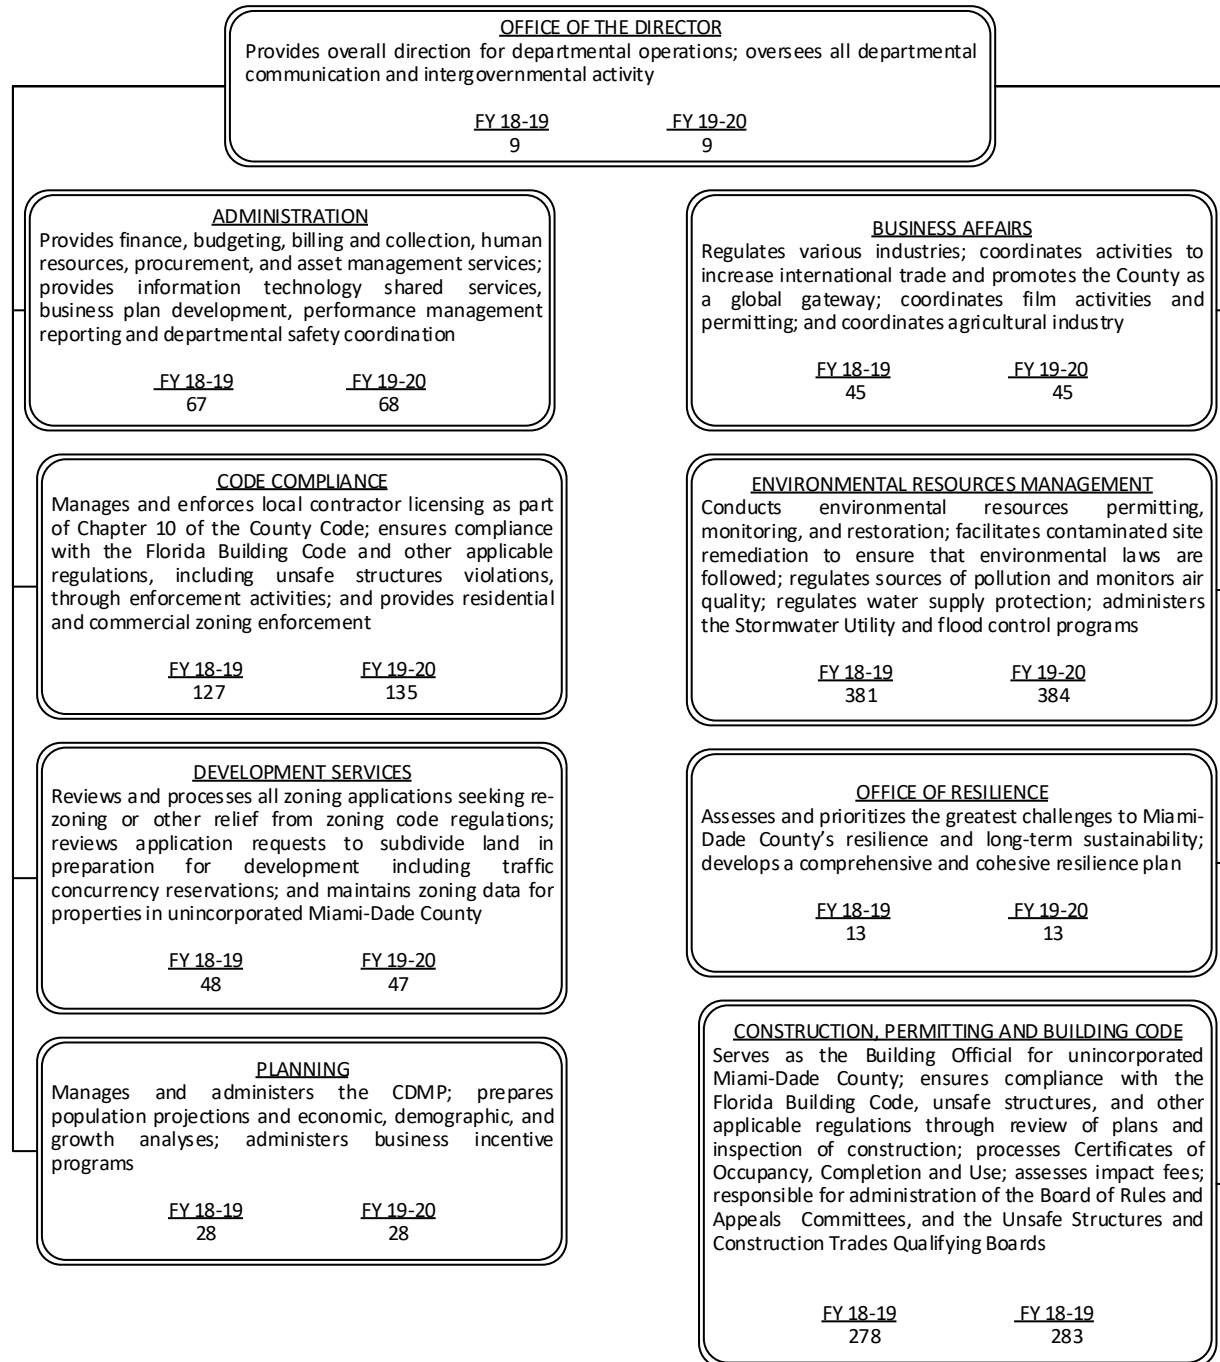 OFFICE OF THE DIRECTOR
Provides overall direction for departmental operations; oversees all departmental
communication and intergovernmental activity
FY 18-19 FY 19-20
9 9
ADMINISTRATION
Provides finance, budgeting, billing and collection, human
resources, procurement, and asset management services;
provides information technology shared services,
business plan development, performance management
reporting and departmental safety coordination
FY 18-19 FY 19-20
67 68
BUSINESS AFFAIRS
Regulates various industries; coordinates activities to
increase international trade and promotes the County as
a global gateway; coordinates film activities and
permitting; and coordinates agricultural industry
FY 18-19 FY 19-20
45 45
CODE COMPLIANCE
Manages and enforces local contractor licensing as part
of Chapter 10 of the County Code; ensures compliance
with the Florida Building Code and other applicable
regulations, including unsafe structures violations,
through enforcement activities; and provides residential
and commercial zoning enforcement
FY 18-19 FY 19-20
127 135
ENVIRONMENTAL RESOURCES MANAGEMENT
Conducts environmental resources permitting,
monitoring, and restoration; facilitates contaminated site
remediation to ensure that environmental laws are
followed; regulates sources of pollution and monitors air
quality; regulates water supply protection; administers
the Stormwater Utility and flood control programs
FY 18-19 FY 19-20
381 384
DEVELOPMENT SERVICES
Reviews and processes all zoning applications seeking re-
zoning or other relief from zoning code regulations;
reviews application requests to subdivide land in
preparation for development including traffic
concurrency reservations; and maintains zoning data for
properties in unincorporated Miami-Dade County
FY 18-19 FY 19-20
48 47
OFFICE OF RESILIENCE
Assesses and prioritizes the greatest challenges to Miami-
Dade County’s resilience and long-term sustainability;
develops a comprehensive and cohesive resilience plan
FY 18-19 FY 19-20
13 13
PLANNING
Manages and administers the CDMP; prepares
population projections and economic, demographic, and
growth analyses; administers business incentive
programs
FY 18-19 FY 19-20
28 28
CONSTRUCTION, PERMITTING AND BUILDING CODE
Serves as the Building Official for unincorporated
Miami-Dade County; ensures compliance with the
Florida Building Code, unsafe structures, and other
applicable regulations through review of plans and
inspection of construction; processes Certificates of
Occupancy, Completion and Use; assesses impact fees;
responsible for administration of the Board of Rules and
Appeals Committees, and the Unsafe Structures and
Construction Trades Qualifying Boards
FY 18-19 FY 18-19
278 283